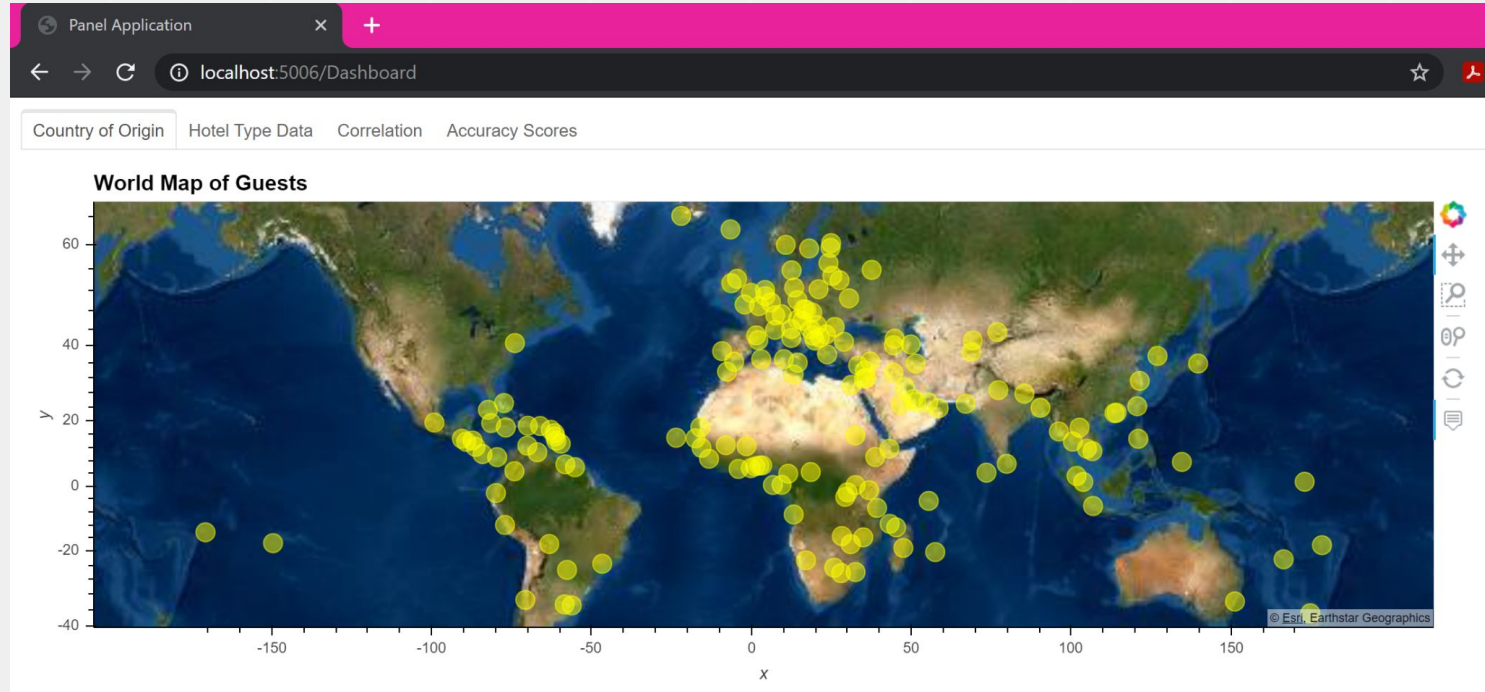 Panel Application
localhost:5006/Dashboard
Country of Origin Hotel Type Data Correlation Accuracy Scores
World Map of Guests
60
40
20
0
-20
-40
y
-150 -100 -50 0 50 100 150
x
© Esri, Earthstar Geographics